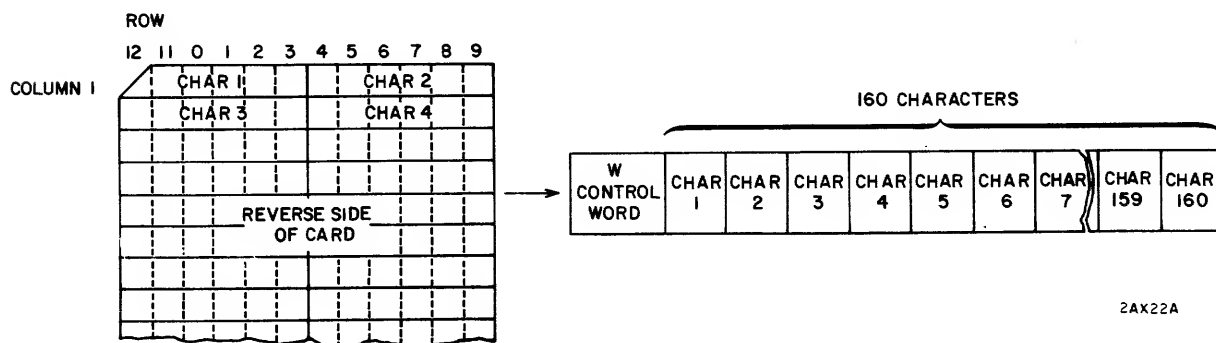 ROW
12 11 0 1 2 3 4 5 6 7 8 9
COLUMN 1
CHAR 1 CHAR 2
CHAR 3 CHAR 4
REVERSE SIDE
OF CARD
160 CHARACTERS
W
CONTROL
WORD
CHAR
1
CHAR
2
CHAR
3
CHAR
4
CHAR
5
CHAR
6
CHAR
7
CHAR
159
CHAR
160
2AX22A